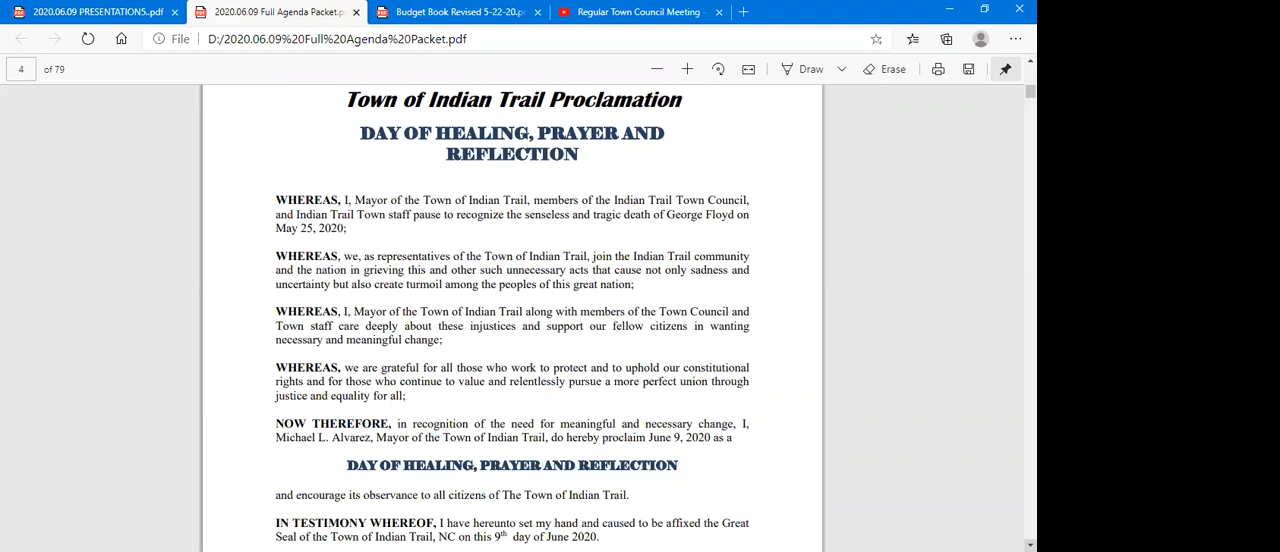 2020.06.09 PRESENTATION5..pdf
2020.06.09 Full Agenda Packet.p
Budget Book Revised 5-22-20.p
Regular Town Council Meeting -
File D:/2020.06.09%20Full%20Agenda%20Packet.pdf
4 of 79
Draw
Erase
Town of Indian Trail Proclamation
DAY OF HEALING, PRAYER AND
REFLECTION
WHEREAS, I, Mayor of the Town of Indian Trail, members of the Indian Trail Town Council,
and Indian Trail Town staff pause to recognize the senseless and tragic death of George Floyd on
May 25, 2020;
WHEREAS, we, as representatives of the Town of Indian Trail, join the Indian Trail community
and the nation in grieving this and other such unnecessary acts that cause not only sadness and
uncertainty but also create turmoil among the peoples of this great nation;
WHEREAS, I, Mayor of the Town of Indian Trail along with members of the Town Council and
Town staff care deeply about these injustices and support our fellow citizens in wanting
necessary and meaningful change;
WHEREAS, we are grateful for all those who work to protect and to uphold our constitutional
rights and for those who continue to value and relentlessly pursue a more perfect union through
justice and equality for all;
NOW THEREFORE, in recognition of the need for meaningful and necessary change, I,
Michael L. Alvarez, Mayor of the Town of Indian Trail, do hereby proclaim June 9, 2020 as a
DAY OF HEALING, PRAYER AND REFLECTION
and encourage its observance to all citizens of The Town of Indian Trail.
IN TESTIMONY WHEREOF, I have hereunto set my hand and caused to be affixed the Great
Seal of the Town of Indian Trail, NC on this 9th day of June 2020.